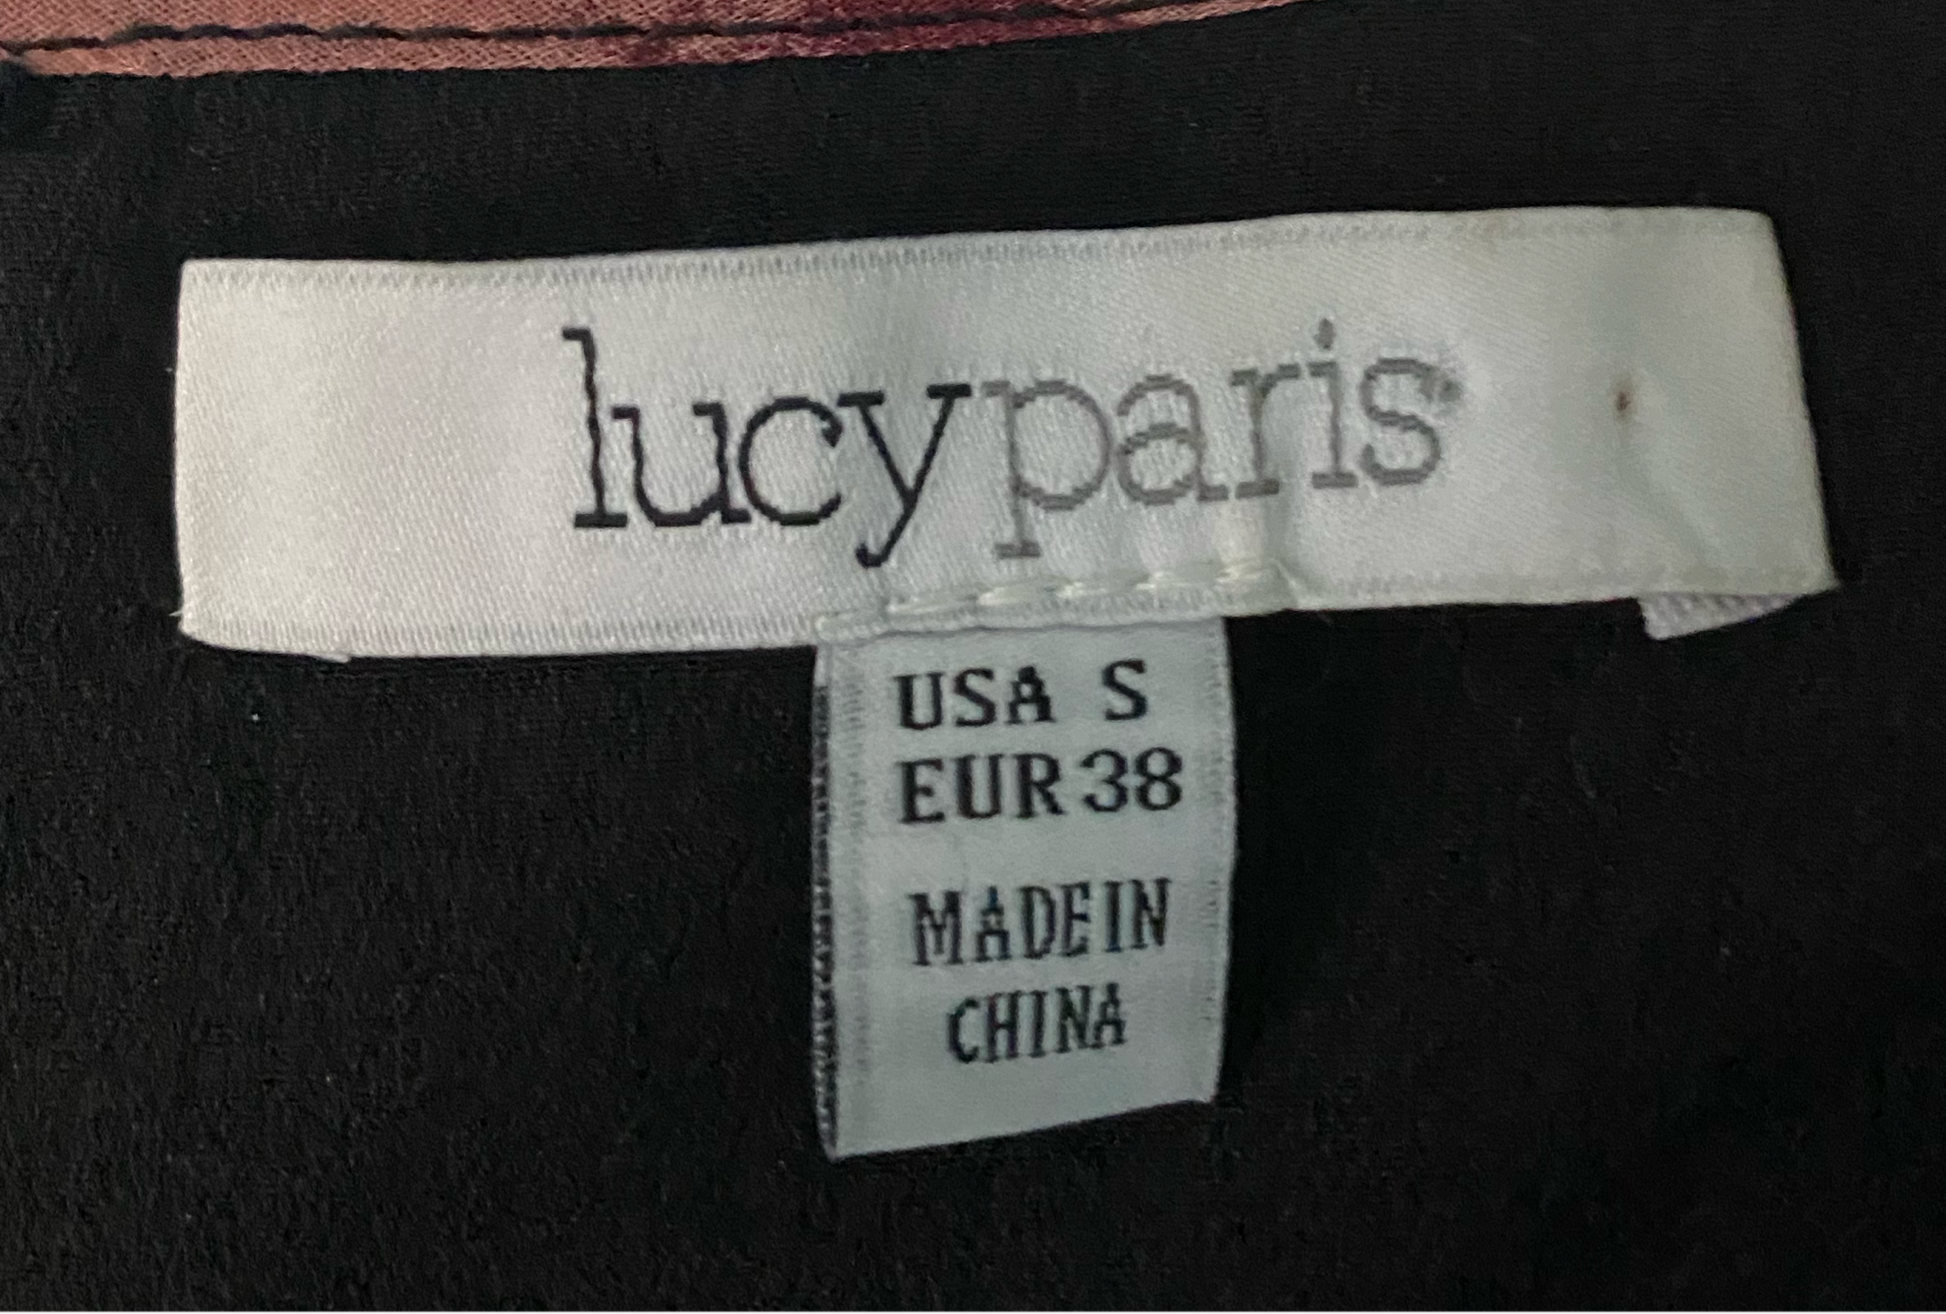 lucyparis
USA S
EUR 38
MADE IN
CHINA